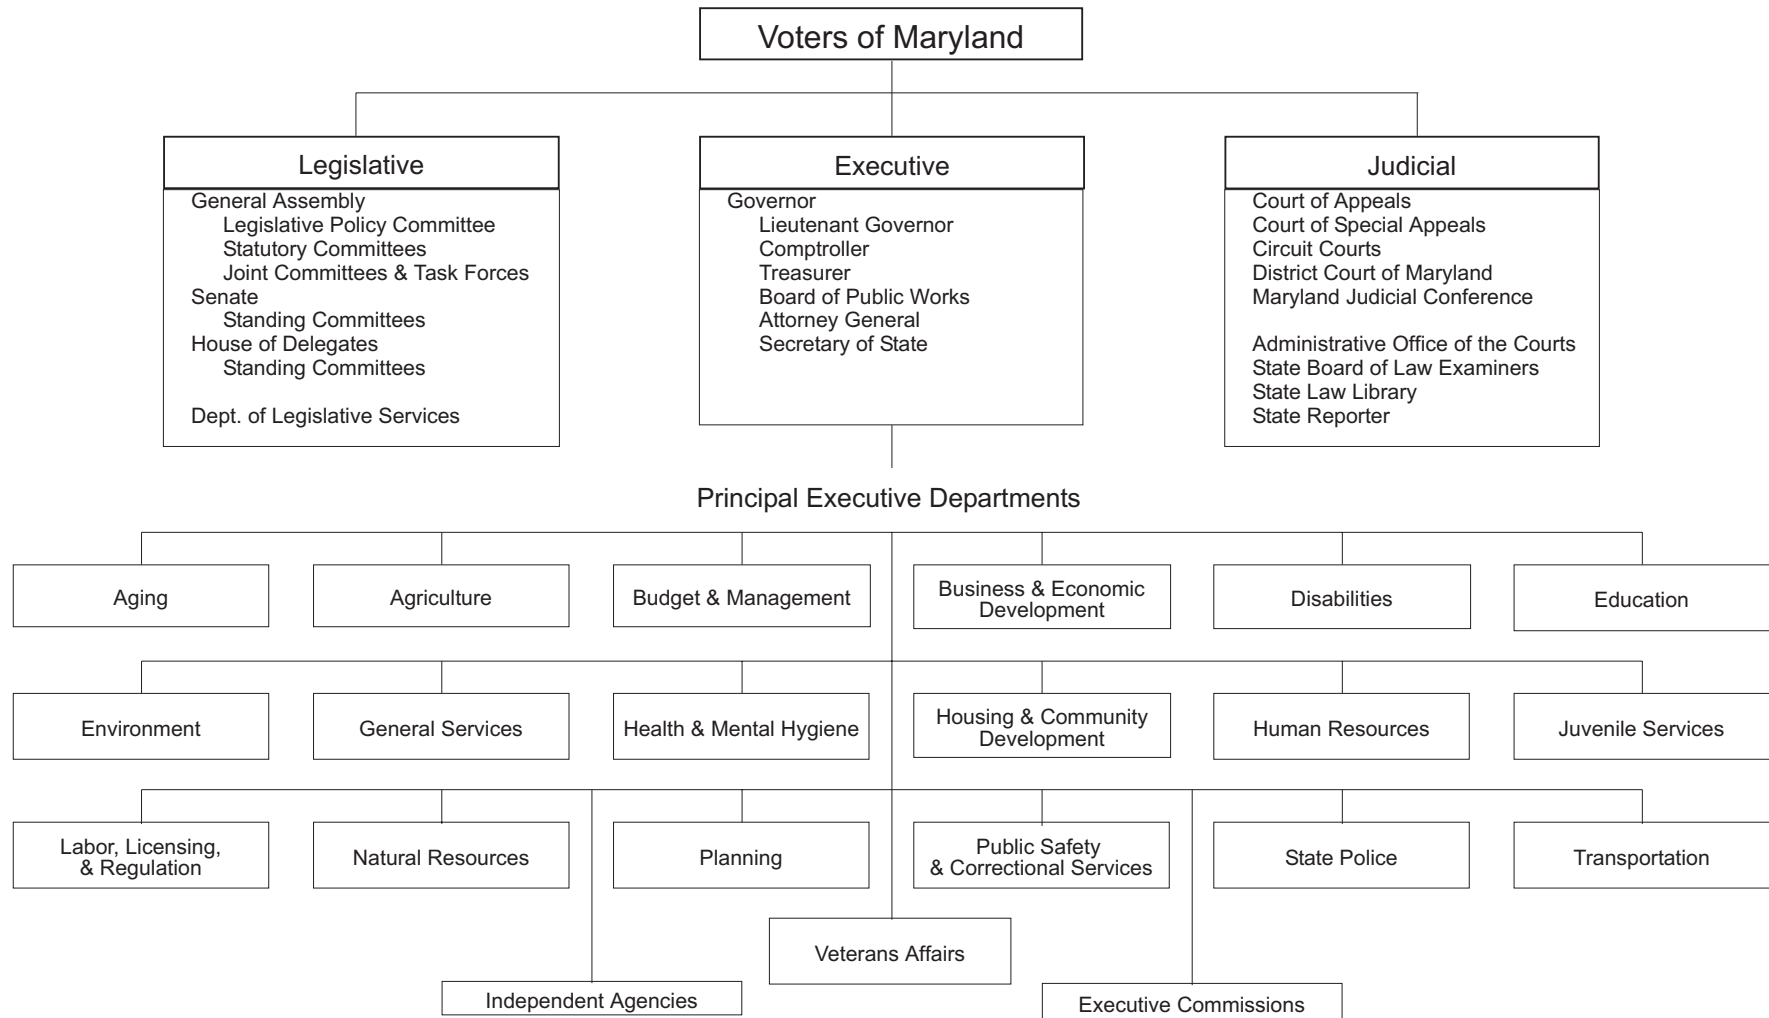 Voters of Maryland
Legislative
General Assembly
Legislative Policy Committee
Statutory Committees
Joint Committees & Task Forces
Senate
Standing Committees
House of Delegates
Standing Committees
Dept. of Legislative Services
Executive
Governor
Lieutenant Governor
Comptroller
Treasurer
Board of Public Works
Attorney General
Secretary of State
Judicial
Court of Appeals
Court of Special Appeals
Circuit Courts
District Court of Maryland
Maryland Judicial Conference
Administrative Office of the Courts
State Board of Law Examiners
State Law Library
State Reporter
Principal Executive Departments
Aging
Agriculture
Budget & Management
Business & Economic
Development
Disabilities
Education
Environment
General Services
Health & Mental Hygiene
Housing & Community
Development
Human Resources
Juvenile Services
Labor, Licensing,
& Regulation
Natural Resources
Planning
Public Safety
& Correctional Services
State Police
Transportation
Veterans Affairs
Independent Agencies
Executive Commissions